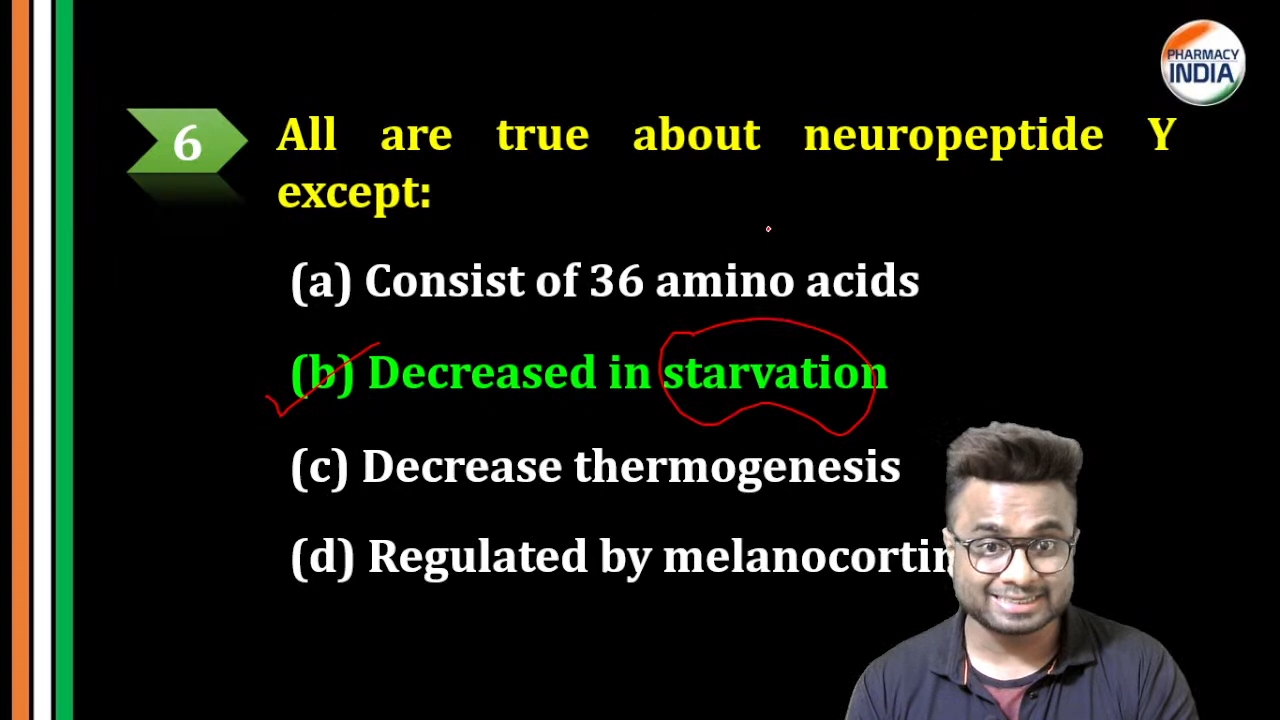 PHARMACY
INDIA
6
All are true about neuropeptide Y
except:
(a) Consist of 36 amino acids
(b) Decreased in starvation
(c) Decrease thermogenesis
(d) Regulated by melanocortin